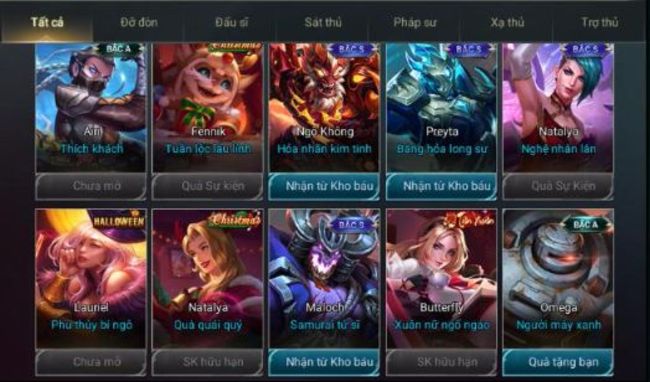 Tất cả
Đỡ đòn
Đấu sĩ
Sát thủ
Pháp sư
Xạ thủ
Trợ thủ
BẬC A
Airi
Thích khách
Chưa mở
Christmas
Fennik
Tuần lộc láu lỉnh
Quà Sự kiện
BẬC S
Ngộ Không
Hỏa nhãn kim tinh
Nhận từ Kho báu
BẬC S
Preyta
Băng hỏa long sư
Nhận từ Kho báu
BẬC S
Natalya
Nghệ nhân lân
Quà Sự Kiện
HALLOWEEN
Lauriel
Phù thủy bí ngô
Chưa mở
Christmas
Natalya
Quà quái quỷ
SK hữu hạn
BẬC S
Maloch
Samurai tử sĩ
Nhận từ Kho báu
Tân Xuân
Butterfly
Xuân nữ ngổ ngáo
SK hữu hạn
BẬC A
Omega
Người máy xanh
Quà tặng bạn